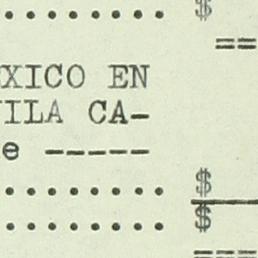 ......... $
==
XICO EN
ILA CA-
e -----
......... $
......... $
===